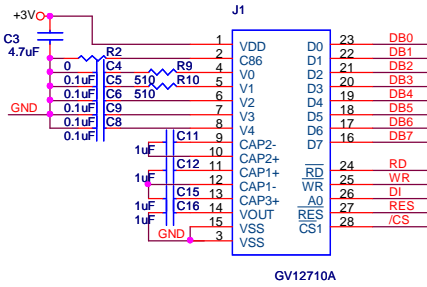 J1
+3V
C3
4.7uF
1 VDD D0 23 DB0
R2 2 C86 D1 22 DB1
0 C4 R9 4 V0 D2 21 DB2
0.1uF C5 510 R10 5 V1 D3 20 DB3
0.1uF C6 510 6 V2 D4 19 DB4
GND 0.1uF C9 7 V3 D5 18 DB5
0.1uF C8 8 V4 D6 17 DB6
0.1uF D7 16 DB7
C11 9 CAP2-
1uF 10 CAP2+
C12 11 CAP1+ RD 24 RD
1uF 12 CAP1- WR 25 WR
C15 13 CAP3+ A0 26 DI
1uF C16 14 VOUT RES 27 RES
1uF 15 VSS CS1 28 /CS
GND 3 VSS
GV12710A